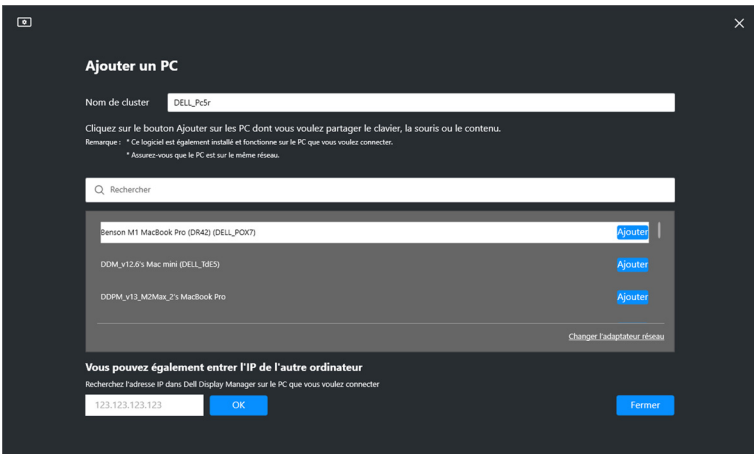 Ajouter un PC
Nom de cluster DELL_Pc5r
Cliquez sur le bouton Ajouter sur les PC dont vous voulez partager le clavier, la souris ou le contenu.
Remarque : * Ce logiciel est également installé et fonctionne sur le PC que vous voulez connecter.
* Assurez-vous que le PC est sur le même réseau.
Rechercher
Benson M1 MacBook Pro (DR42) (DELL_POX7) Ajouter
DDM_v12.6's Mac mini (DELL_TdE5) Ajouter
DDPM_v13_M2Max_2's MacBook Pro Ajouter
Changer l'adaptateur réseau
Vous pouvez également entrer l'IP de l'autre ordinateur
Recherchez l'adresse IP dans Dell Display Manager sur le PC que vous voulez connecter
123.123.123.123 OK Fermer